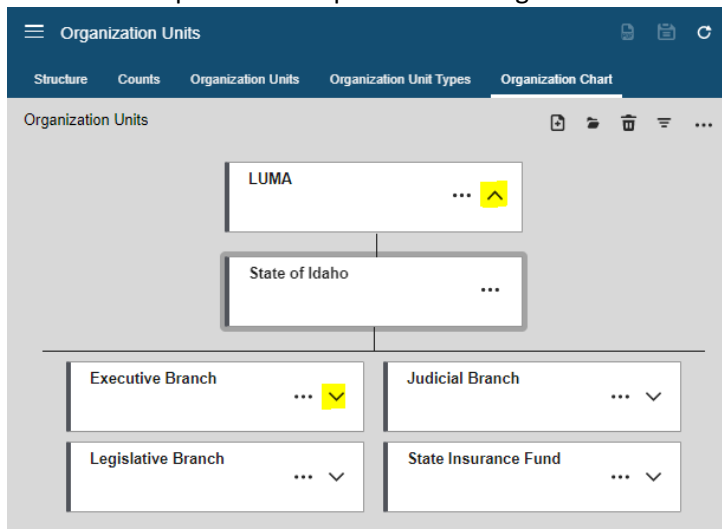 Organization Units
Structure Counts Organization Units Organization Unit Types Organization Chart
Organization Units
LUMA
State of Idaho
Executive Branch
Judicial Branch
Legislative Branch
State Insurance Fund